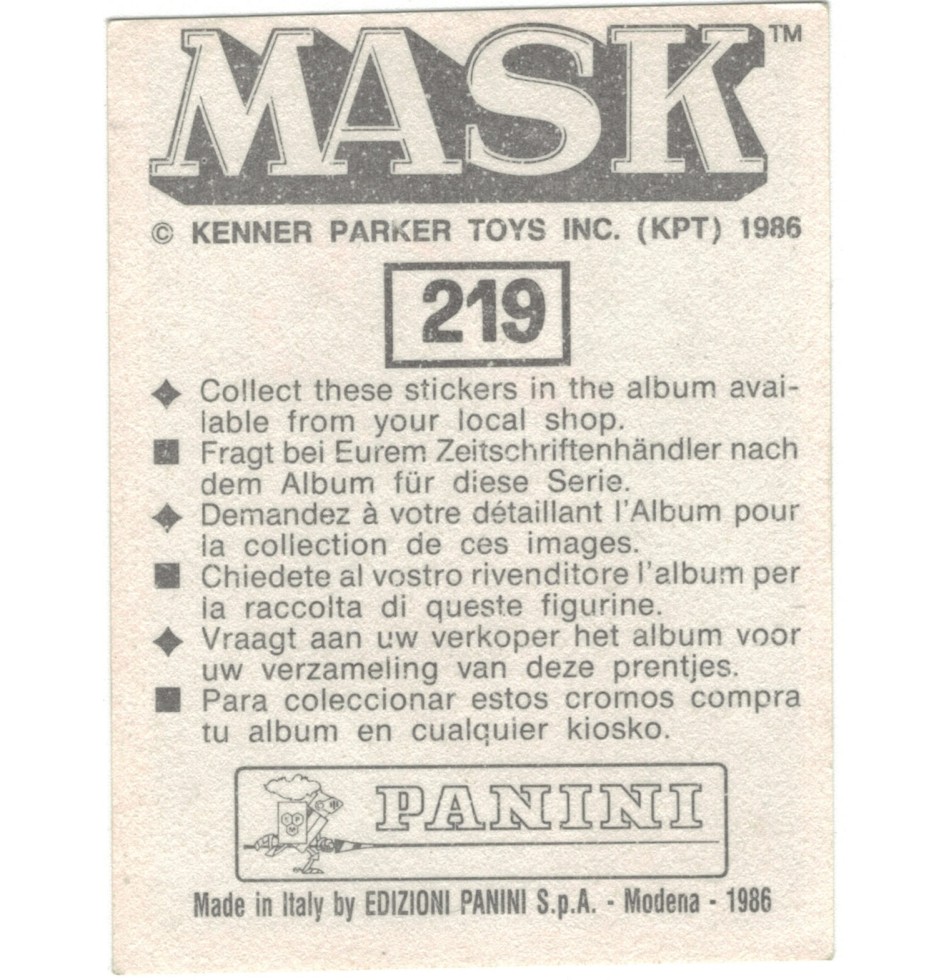 MASK™
© KENNER PARKER TOYS INC. (KPT) 1986
219
◆ Collect these stickers in the album avai-
lable from your local shop.
■ Fragt bei Eurem Zeitschriftenhändler nach
dem Album für diese Serie.
◆ Demandez à votre détaillant l'Album pour
la collection de ces images.
■ Chiedete al vostro rivenditore l'album per
la raccolta di queste figurine.
◆ Vraagt aan uw verkoper het album voor
uw verzameling van deze prentjes.
■ Para coleccionar estos cromos compra
tu album en cualquier kiosko.
PANINI
Made in Italy by EDIZIONI PANINI S.p.A. - Modena - 1986